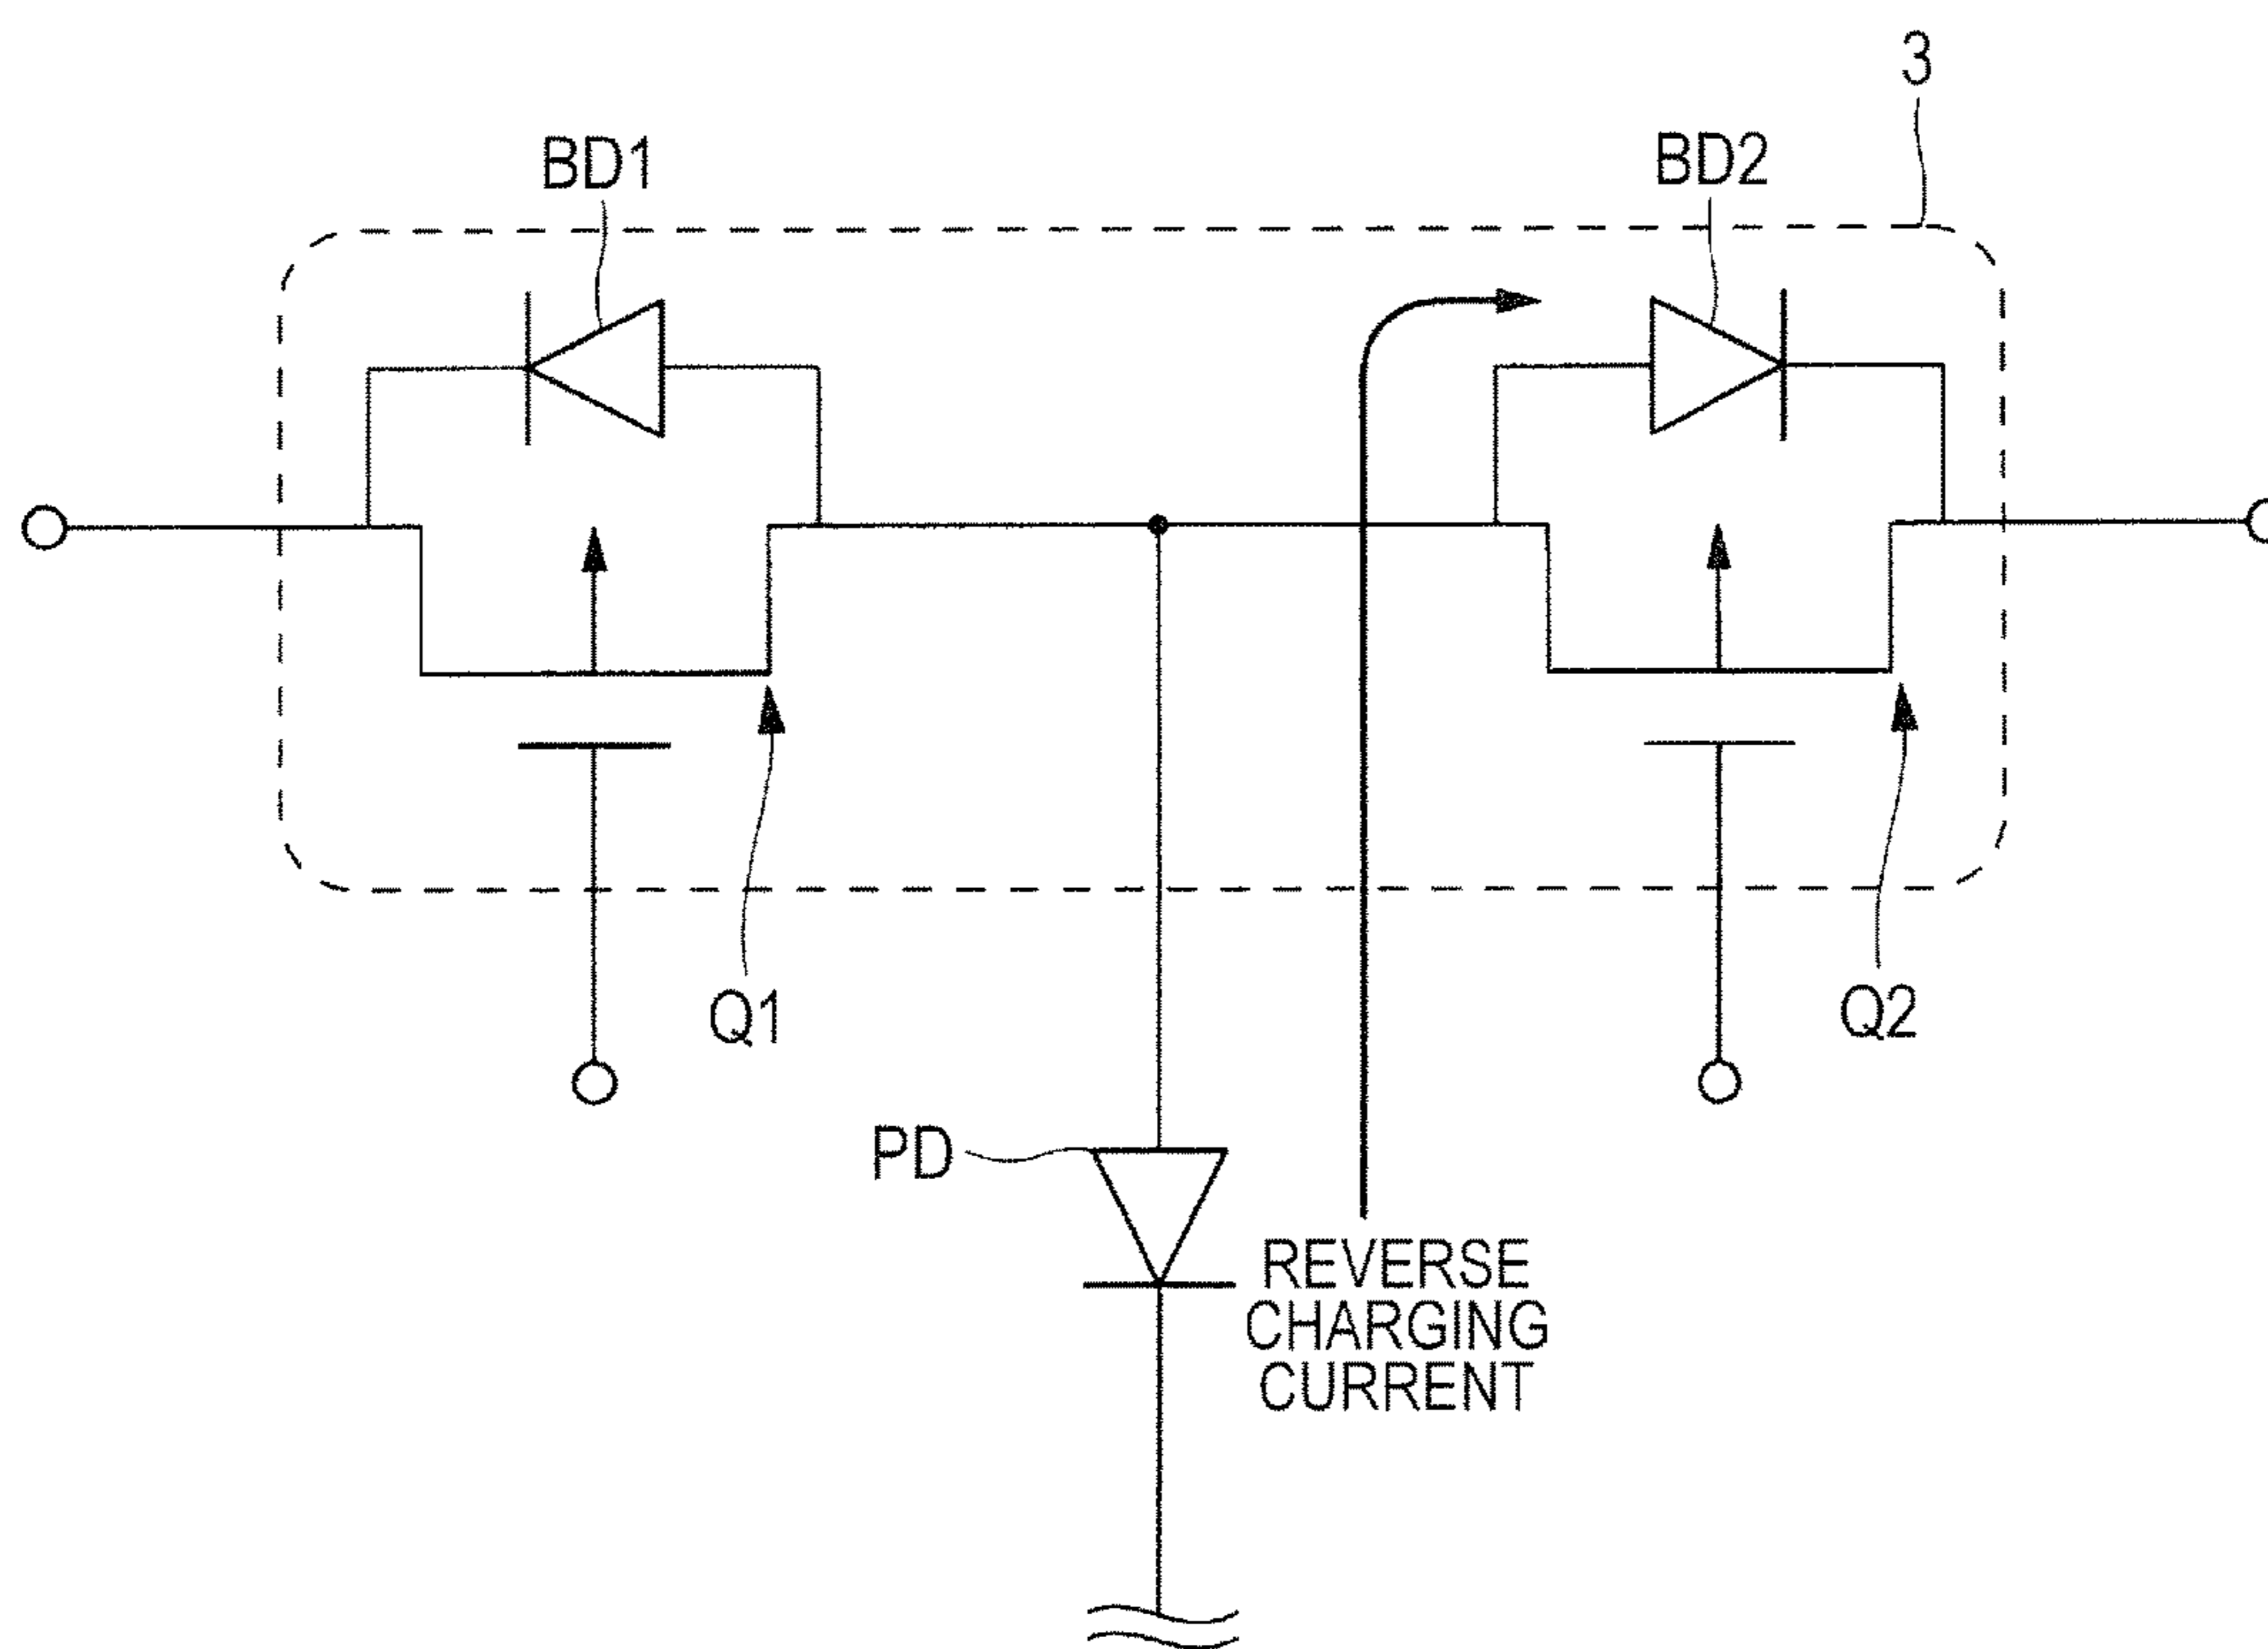 3
BD1
BD2
Q1
Q2
PD
REVERSE
CHARGING
CURRENT